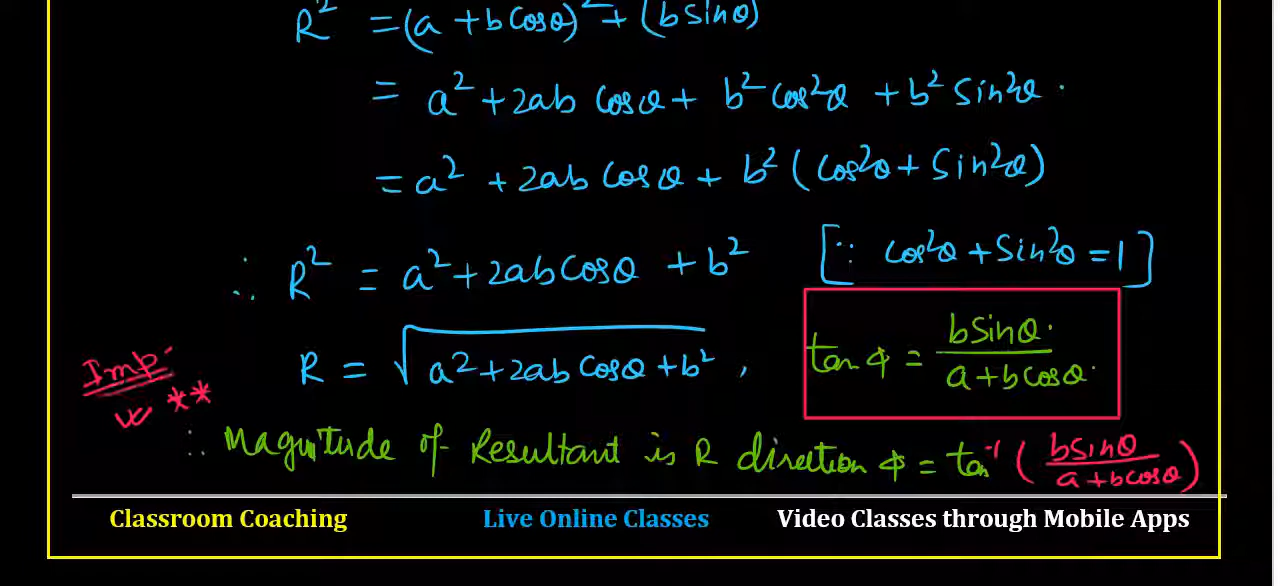 R² = (a + b Cosθ)² + (b sinθ)
= a² + 2ab Cosθ + b² Cos²θ + b² Sin²θ .
= a² + 2ab Cosθ + b² (Cos²θ + Sin²θ)
∴ R² = a² + 2ab Cosθ + b² [∵ Cos²θ + Sin²θ = 1]
Imp: w ** R = √(a² + 2ab Cosθ + b²) , tan ϕ = bSinθ. / a + b cosθ.
∴ Magnitude of Resultant is R direction ϕ = tan⁻¹ (bsinθ / a + b cosθ)
Classroom Coaching Live Online Classes Video Classes through Mobile Apps